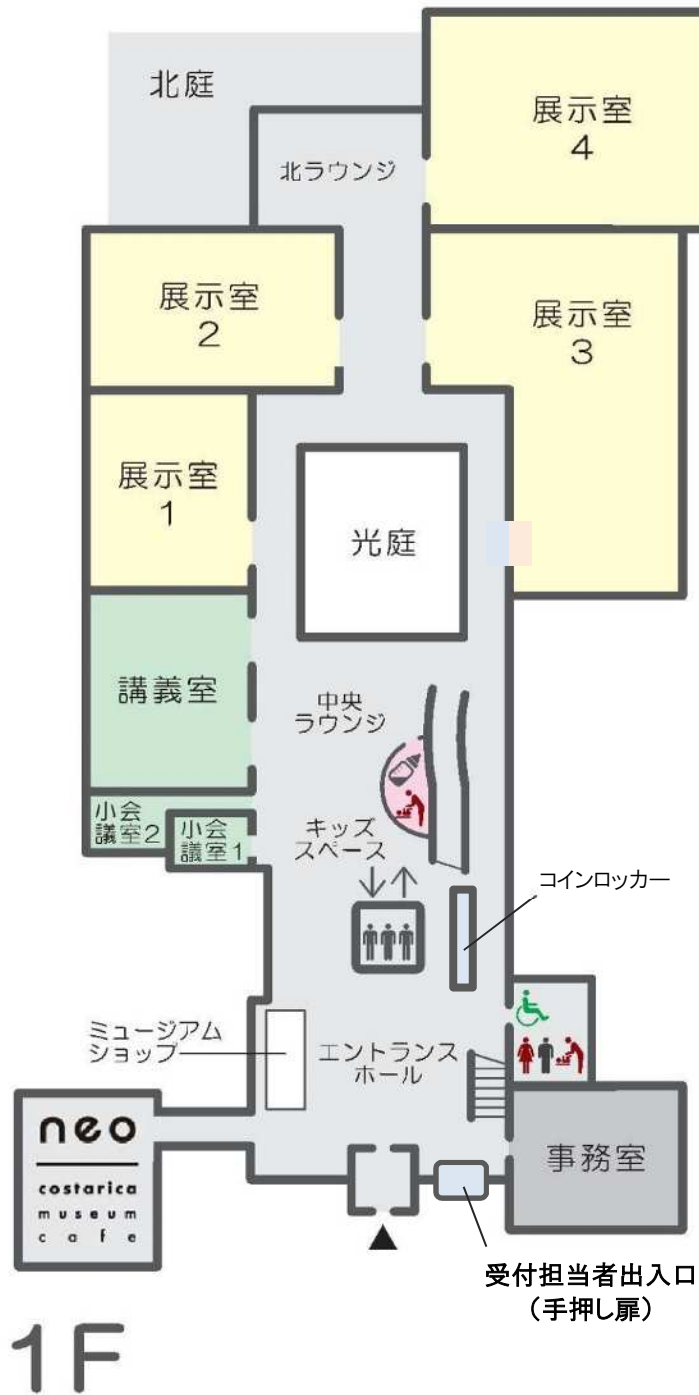 北庭
展示室
4
北ラウンジ
展示室
2
展示室
3
展示室
1
光庭
講義室
中央
ラウンジ
小会
議室2
小会
議室1
キッズ
スペース
コインロッカー
ミュージアム
ショップ
エントランス
ホール
neo
costarica
museum
cafe
事務室
受付担当者出入口
(手押し扉)
1F